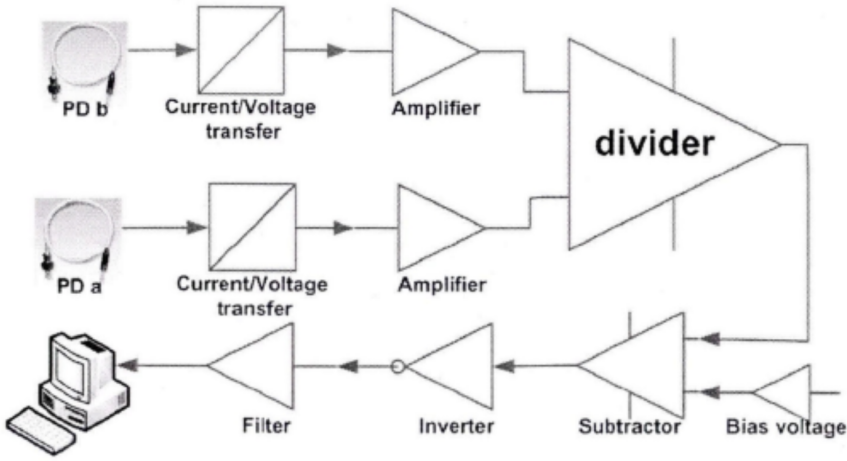 PD b
Current/Voltage
transfer
Amplifier
divider
PD a
Current/Voltage
transfer
Amplifier
Filter
Inverter
Subtractor
Bias voltage